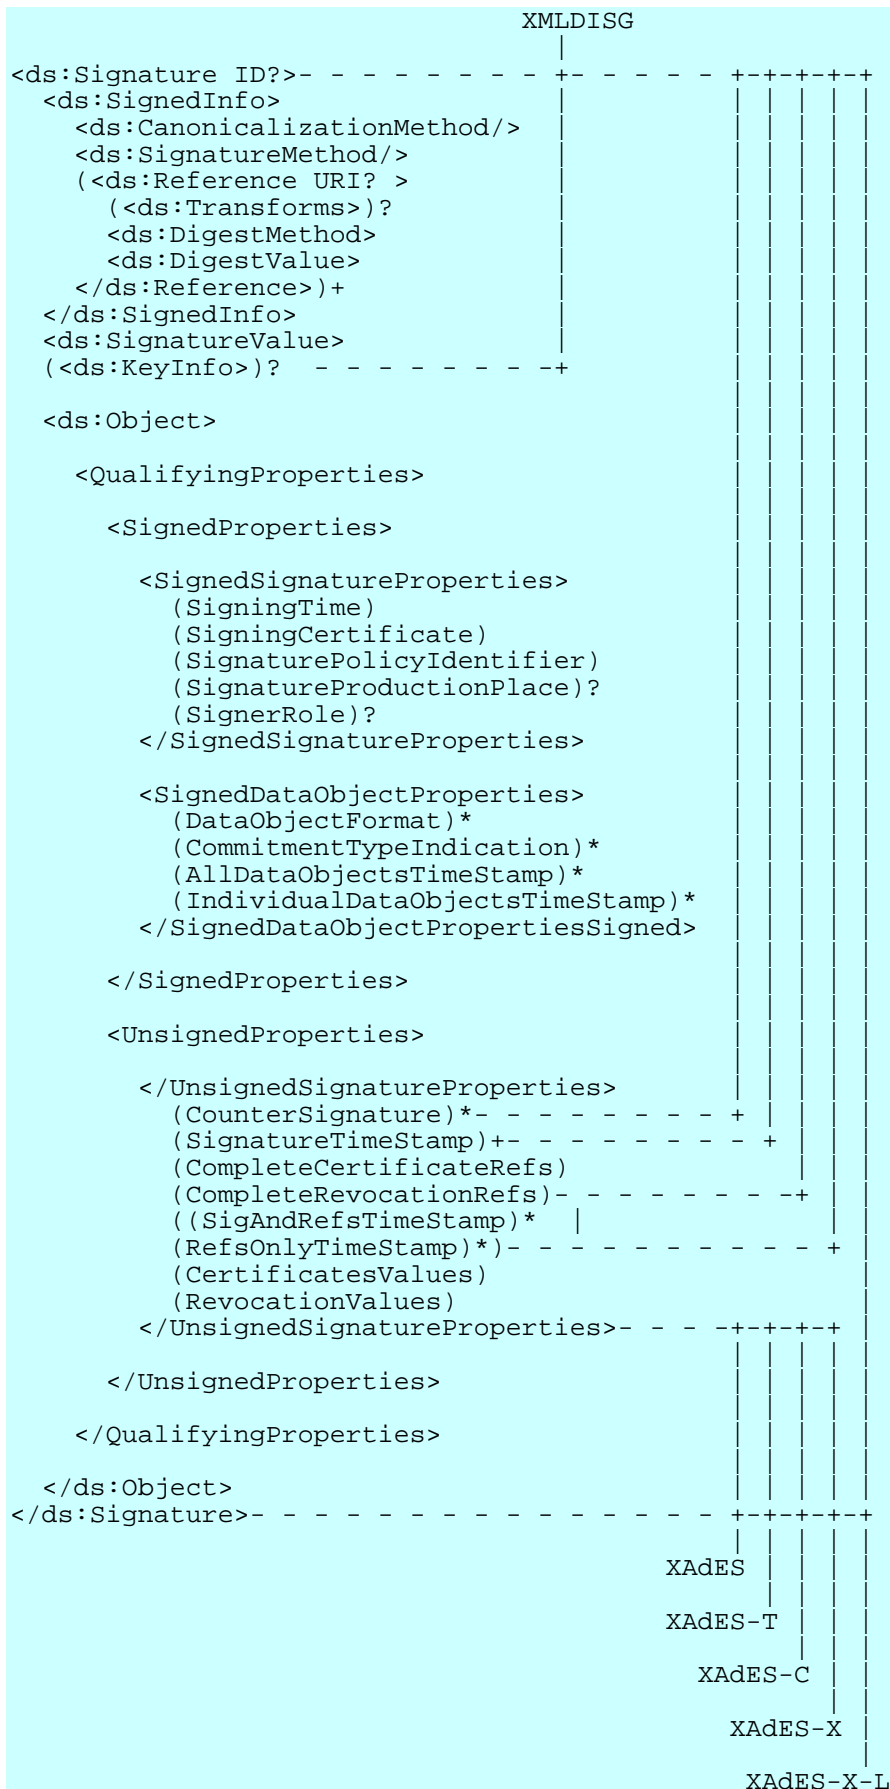 XMLDISG
|
<ds:Signature ID?>- - - - - - - - +- - - - - +-+-+-+-+
<ds:SignedInfo> | | | | | |
<ds:CanonicalizationMethod/> | | | | | |
<ds:SignatureMethod/> | | | | | |
(<ds:Reference URI? > | | | | | |
(<ds:Transforms>)? | | | | | |
<ds:DigestMethod> | | | | | |
<ds:DigestValue> | | | | | |
</ds:Reference>)+ | | | | | |
</ds:SignedInfo> | | | | | |
<ds:SignatureValue> | | | | | |
(<ds:KeyInfo>)? - - - - - - - -+ | | | | |
<ds:Object> | | | | |
<QualifyingProperties> | | | | |
<SignedProperties> | | | | |
<SignedSignatureProperties> | | | | |
(SigningTime) | | | | |
(SigningCertificate) | | | | |
(SignaturePolicyIdentifier) | | | | |
(SignatureProductionPlace)? | | | | |
(SignerRole)? | | | | |
</SignedSignatureProperties> | | | | |
<SignedDataObjectProperties> | | | | |
(DataObjectFormat)* | | | | |
(CommitmentTypeIndication)* | | | | |
(AllDataObjectsTimeStamp)* | | | | |
(IndividualDataObjectsTimeStamp)* | | | | |
</SignedDataObjectPropertiesSigned> | | | | |
</SignedProperties> | | | | |
<UnsignedProperties> | | | | |
</UnsignedSignatureProperties> | | | | |
(CounterSignature)*- - - - - - - - + | | | |
(SignatureTimeStamp)+- - - - - - - - + | | |
(CompleteCertificateRefs) | | |
(CompleteRevocationRefs)- - - - - - - -+ | |
((SigAndRefsTimeStamp)* | | |
(RefsOnlyTimeStamp)*)- - - - - - - - - - + |
(CertificatesValues) |
(RevocationValues) |
</UnsignedSignatureProperties>- - - -+-+-+-+ |
| | | | |
</UnsignedProperties> | | | | |
</QualifyingProperties> | | | | |
</ds:Object> | | | | |
</ds:Signature>- - - - - - - - - - - - - - - +-+-+-+-+
| | | | |
XAdES | | | |
| | | |
XAdES-T | | |
| | |
XAdES-C | |
| |
XAdES-X |
|
XAdES-X-L